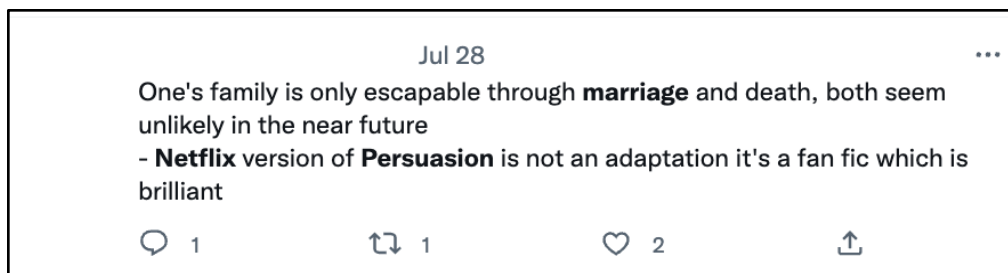 Jul 28
One's family is only escapable through marriage and death, both seem
unlikely in the near future
- Netflix version of Persuasion is not an adaptation it's a fan fic which is
brilliant
1 1 2